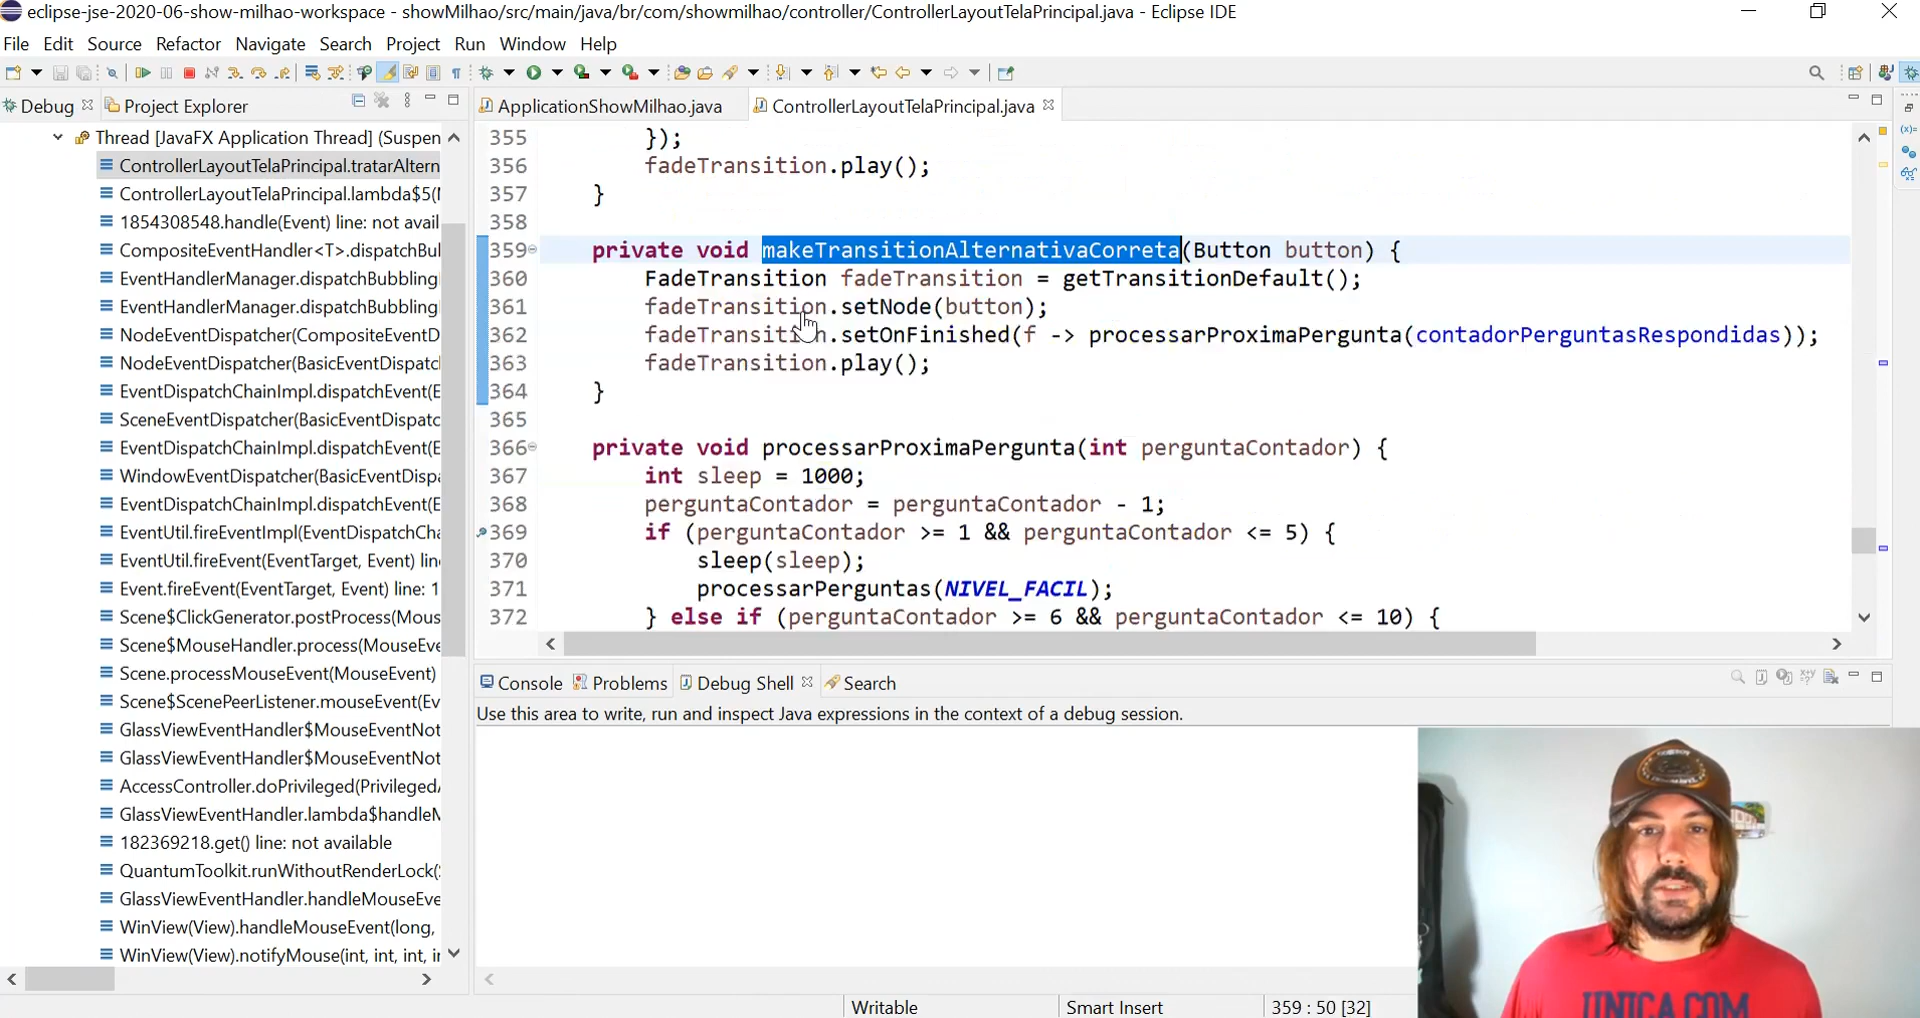 eclipse-jse-2020-06-show-milhao-workspace - showMilhao/src/main/java/br/com/showmilhao/controller/ControllerLayoutTelaPrincipal.java - Eclipse IDE
File Edit Source Refactor Navigate Search Project Run Window Help
Debug Project Explorer
ApplicationShowMilhao.java ControllerLayoutTelaPrincipal.java
Thread [JavaFX Application Thread] (Suspen
ControllerLayoutTelaPrincipal.tratarAltern
ControllerLayoutTelaPrincipal.lambda$5(
1854308548.handle(Event) line: not avail
CompositeEventHandler<T>.dispatchBul
EventHandlerManager.dispatchBubbling
EventHandlerManager.dispatchBubbling
NodeEventDispatcher(CompositeEventD
NodeEventDispatcher(BasicEventDispatc
EventDispatchChainImpl.dispatchEvent(E
SceneEventDispatcher(BasicEventDispatc
EventDispatchChainImpl.dispatchEvent(E
WindowEventDispatcher(BasicEventDisp
EventDispatchChainImpl.dispatchEvent(E
EventUtil.fireEventImpl(EventDispatchCha
EventUtil.fireEvent(EventTarget, Event) lin
Event.fireEvent(EventTarget, Event) line: 1
Scene$ClickGenerator.postProcess(Mous
Scene$MouseHandler.process(MouseEve
Scene.processMouseEvent(MouseEvent)
Scene$ScenePeerListener.mouseEvent(Ev
GlassViewEventHandler$MouseEventNot
GlassViewEventHandler$MouseEventNot
AccessController.doPrivileged(Privileged
GlassViewEventHandler.lambda$handleM
182369218.get() line: not available
QuantumToolkit.runWithoutRenderLock(
GlassViewEventHandler.handleMouseEve
WinView(View).handleMouseEvent(long,
WinView(View).notifyMouse(int, int, int, i
355 });
356 fadeTransition.play();
357 }
358
359 private void makeTransitionAlternativaCorreta(Button button) {
360 FadeTransition fadeTransition = getTransitionDefault();
361 fadeTransition.setNode(button);
362 fadeTransition.setOnFinished(f -> processarProximaPergunta(contadorPerguntasRespondidas));
363 fadeTransition.play();
364 }
365
366 private void processarProximaPergunta(int perguntaContador) {
367 int sleep = 1000;
368 perguntaContador = perguntaContador - 1;
369 if (perguntaContador >= 1 && perguntaContador <= 5) {
370 sleep(sleep);
371 processarPerguntas(NIVEL_FACIL);
372 } else if (perguntaContador >= 6 && perguntaContador <= 10) {
Console Problems Debug Shell Search
Use this area to write, run and inspect Java expressions in the context of a debug session.
UNICA.COM
Writable Smart Insert 359 : 50 [32]